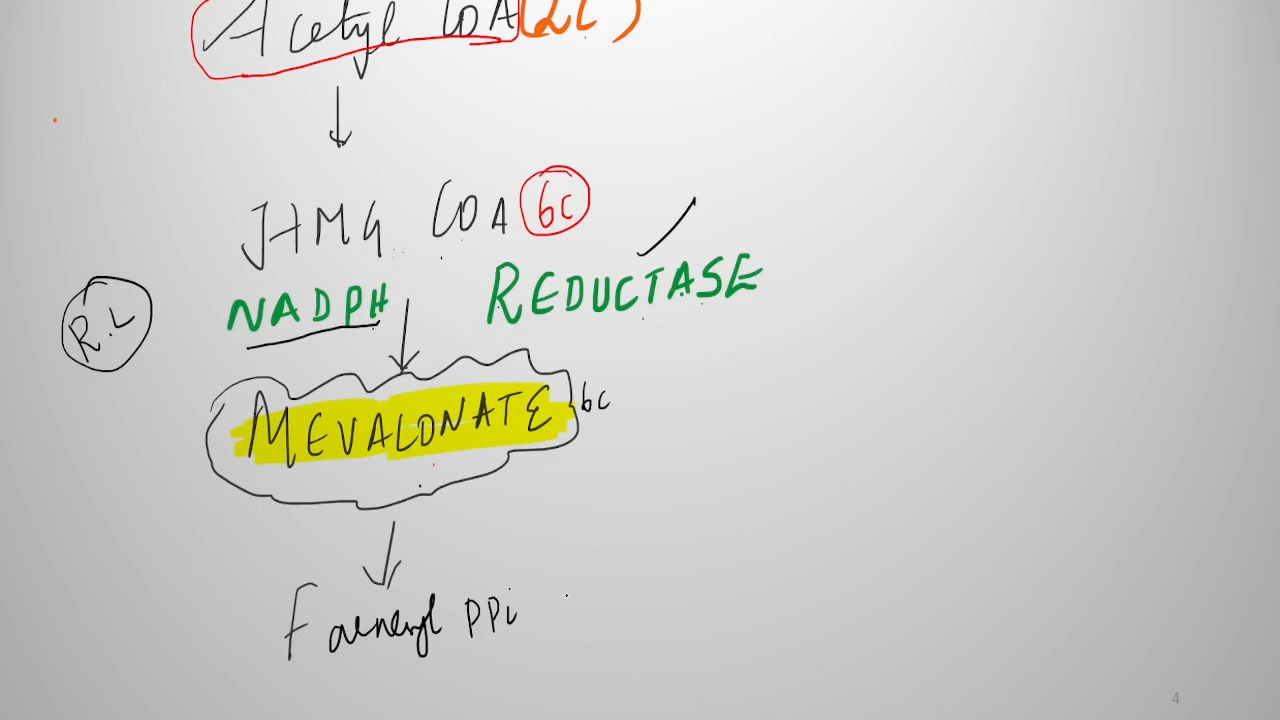 Acetyl COA (2C)
HMG COA 6C
NADPH REDUCTASE
R.L
MEVALONATE 6C
Farnesyl PPi
4